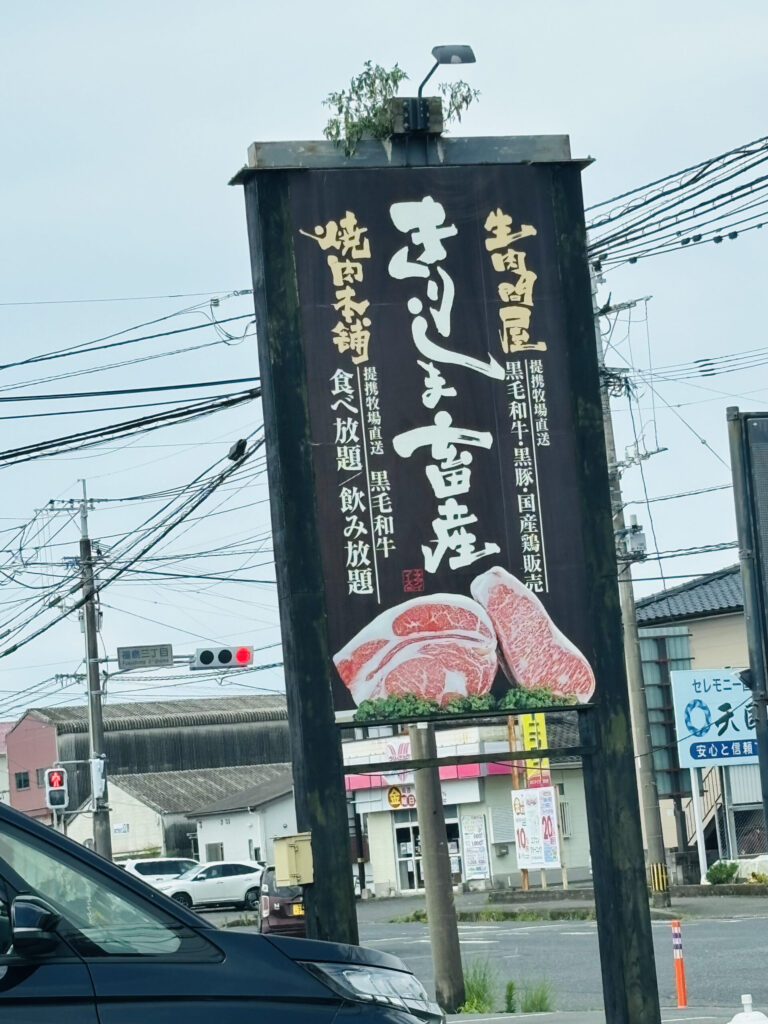 生肉問屋
提携牧場直送
黒毛和牛・黒豚・国産鶏販売
きりしま畜産
焼肉本舗
提携牧場直送 黒毛和牛
食べ放題/飲み放題
セレモニー
安心と信頼